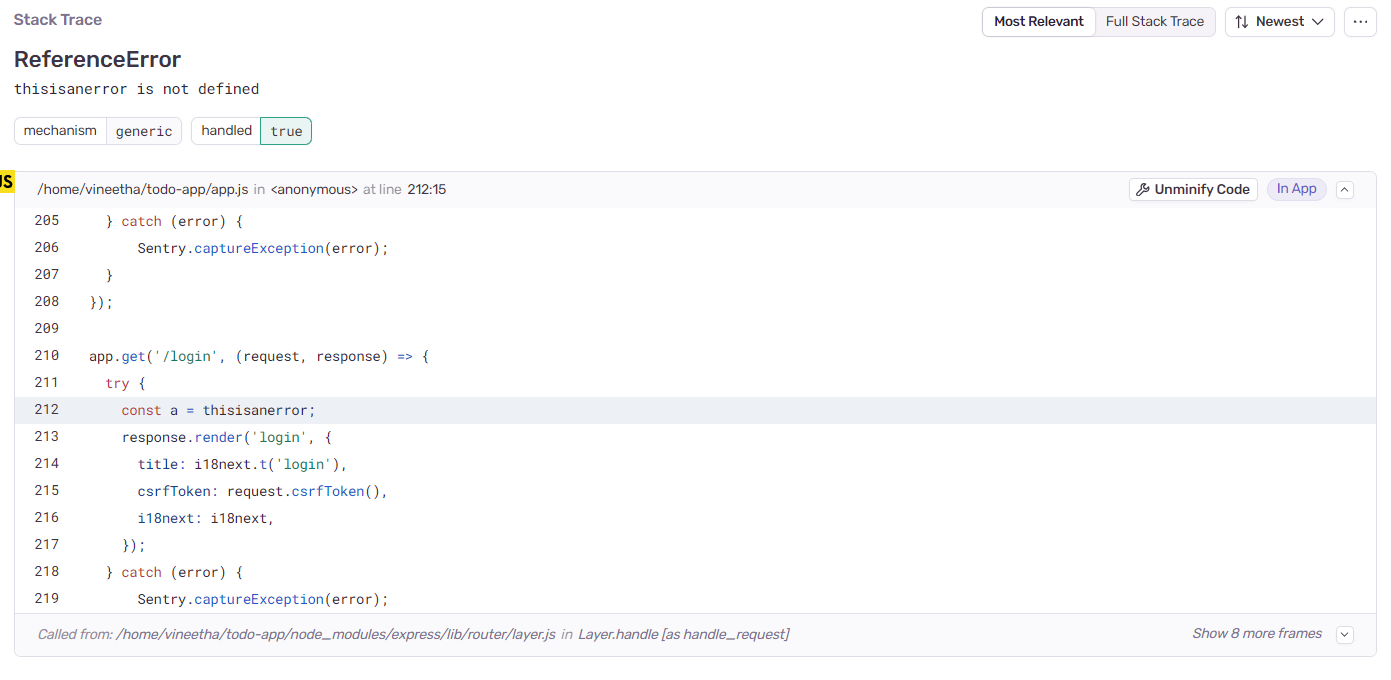 Stack Trace
Most Relevant Full Stack Trace Newest ...
ReferenceError
thisisanerror is not defined
mechanism generic handled true
JS
/home/vineetha/todo-app/app.js in <anonymous> at line 212:15 Unminify Code In App
205 } catch (error) {
206 Sentry.captureException(error);
207 }
208 });
209
210 app.get('/login', (request, response) => {
211 try {
212 const a = thisisanerror;
213 response.render('login', {
214 title: i18next.t('login'),
215 csrfToken: request.csrfToken(),
216 i18next: i18next,
217 });
218 } catch (error) {
219 Sentry.captureException(error);
Called from: /home/vineetha/todo-app/node_modules/express/lib/router/layer.js in Layer.handle [as handle_request] Show 8 more frames